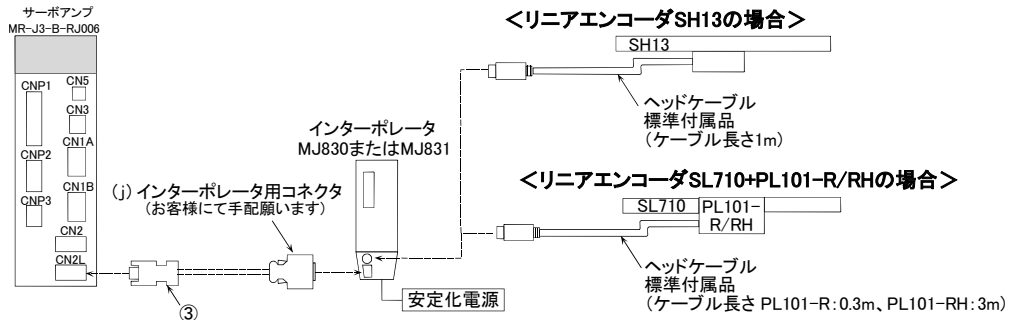 サーボアンプ
MR-J3-B-RJ006
CNP1
CN5
CN3
CN1A
CNP2
CN1B
CNP3
CN2
CN2L
③
(j) インターポレータ用コネクタ
(お客様にて手配願います)
インターポレータ
MJ830またはMJ831
安定化電源
<リニアエンコーダSH13の場合>
SH13
ヘッドケーブル
標準付属品
(ケーブル長さ1m)
<リニアエンコーダSL710+PL101-R/RHの場合>
SL710
PL101-
R/RH
ヘッドケーブル
標準付属品
(ケーブル長さ PL101-R:0.3m、PL101-RH:3m)